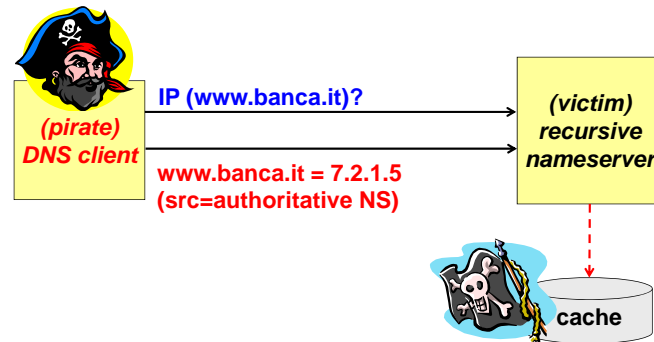 (pirate)
DNS client
IP (www.banca.it)?
www.banca.it = 7.2.1.5
(src=authoritative NS)
(victim)
recursive
nameserver
cache